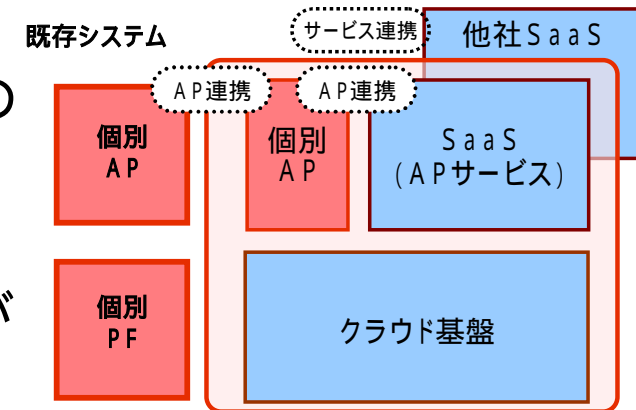 既存システム
サービス連携
他社SaaS
の
AP連携
AP連携
個別
AP
個別
AP
SaaS
(APサービス)
が
個別
PF
クラウド基盤